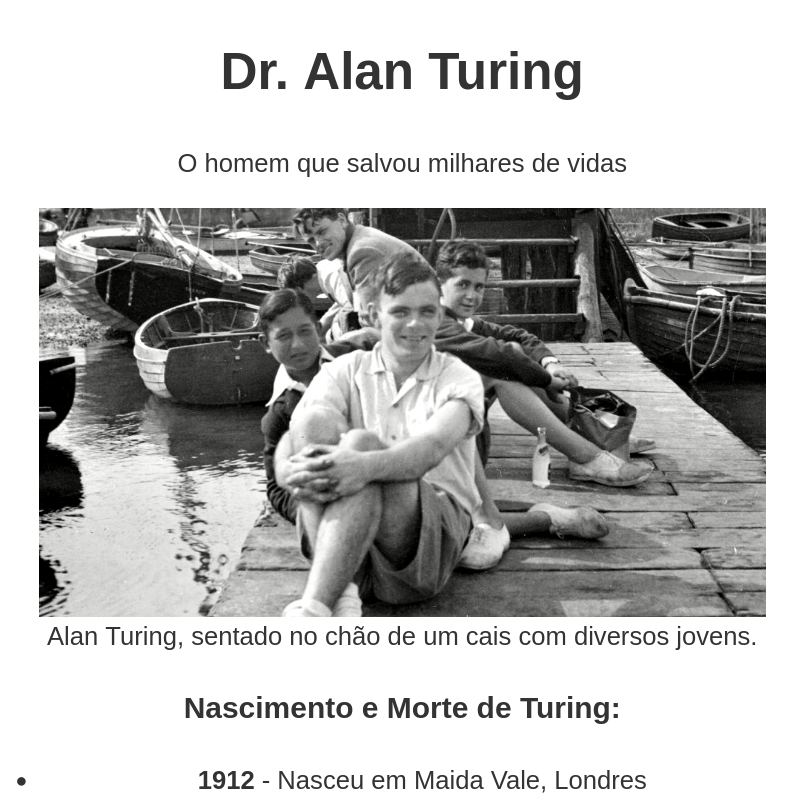 Dr. Alan Turing
O homem que salvou milhares de vidas
Alan Turing, sentado no chão de um cais com diversos jovens.
Nascimento e Morte de Turing:
• 1912 - Nasceu em Maida Vale, Londres